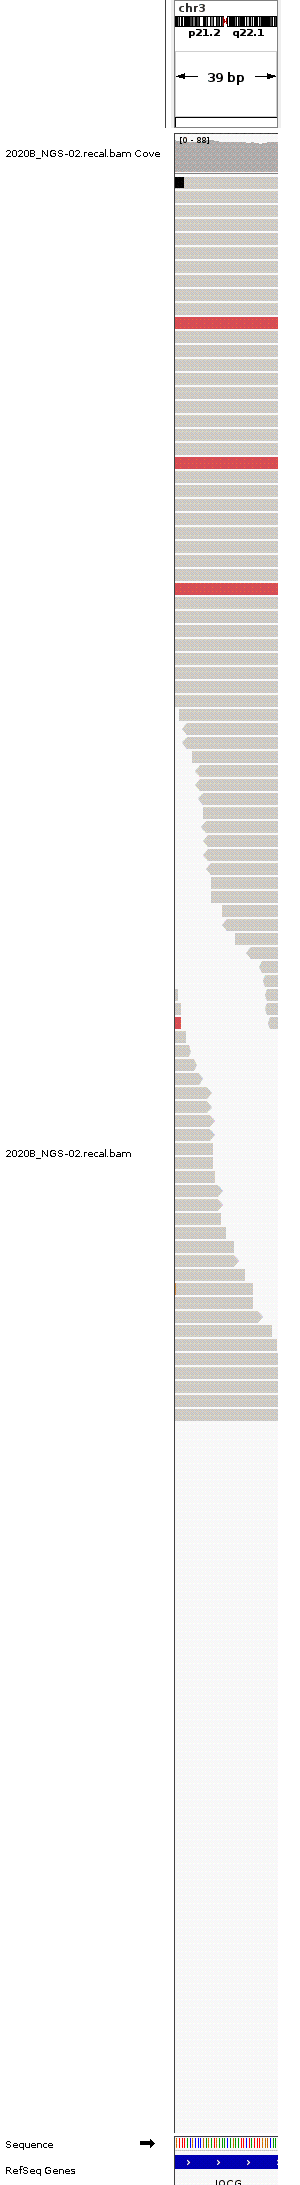 chr3
p21.2 q22.1
39 bp
[0 - 88]
2020B_NGS-02.recal.bam Cove
2020B_NGS-02.recal.bam
Sequence
RefSeq Genes